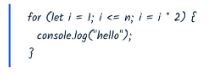 for (let i = 1; i <= n; i = i * 2) {
console.log("hello");
}